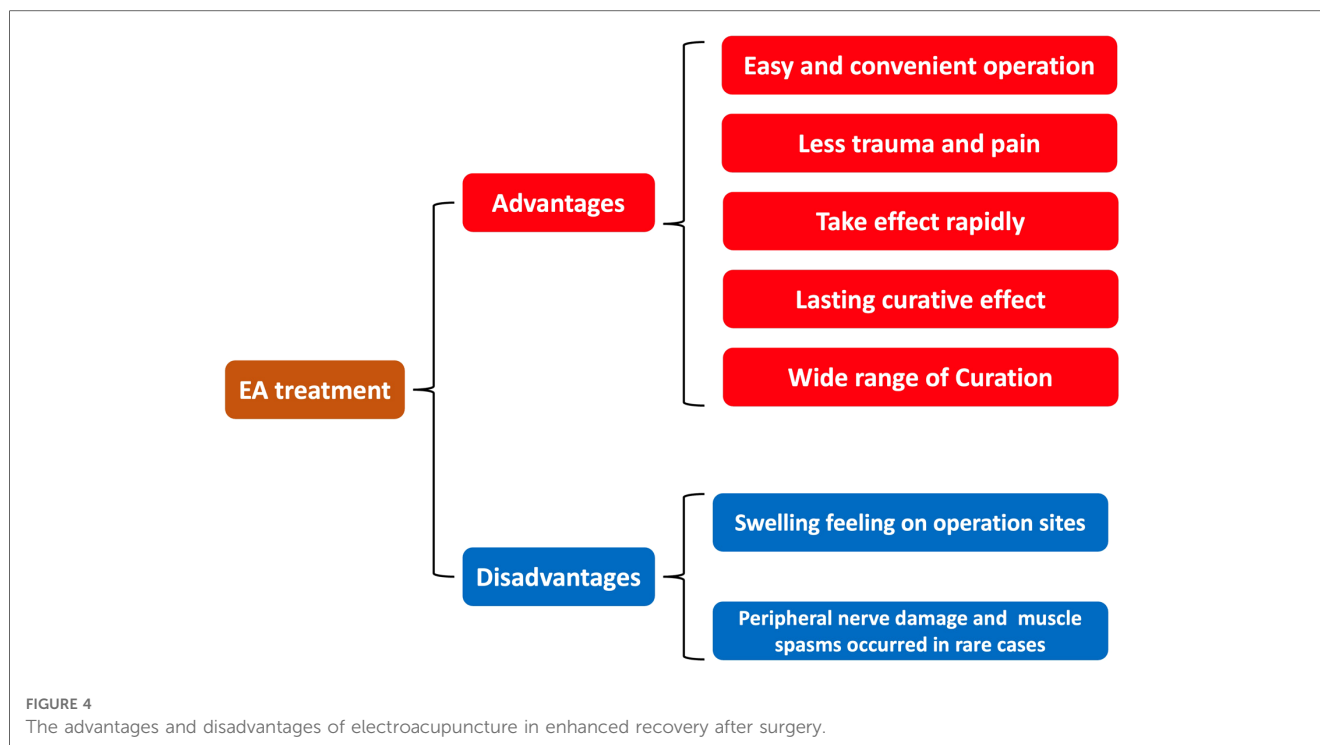 Easy and convenient operation
Less trauma and pain
Advantages
Take effect rapidly
Lasting curative effect
Wide range of Curation
EA treatment
Swelling feeling on operation sites
Disadvantages
Peripheral nerve damage and muscle
spasms occurred in rare cases
FIGURE 4
The advantages and disadvantages of electroacupuncture in enhanced recovery after surgery.